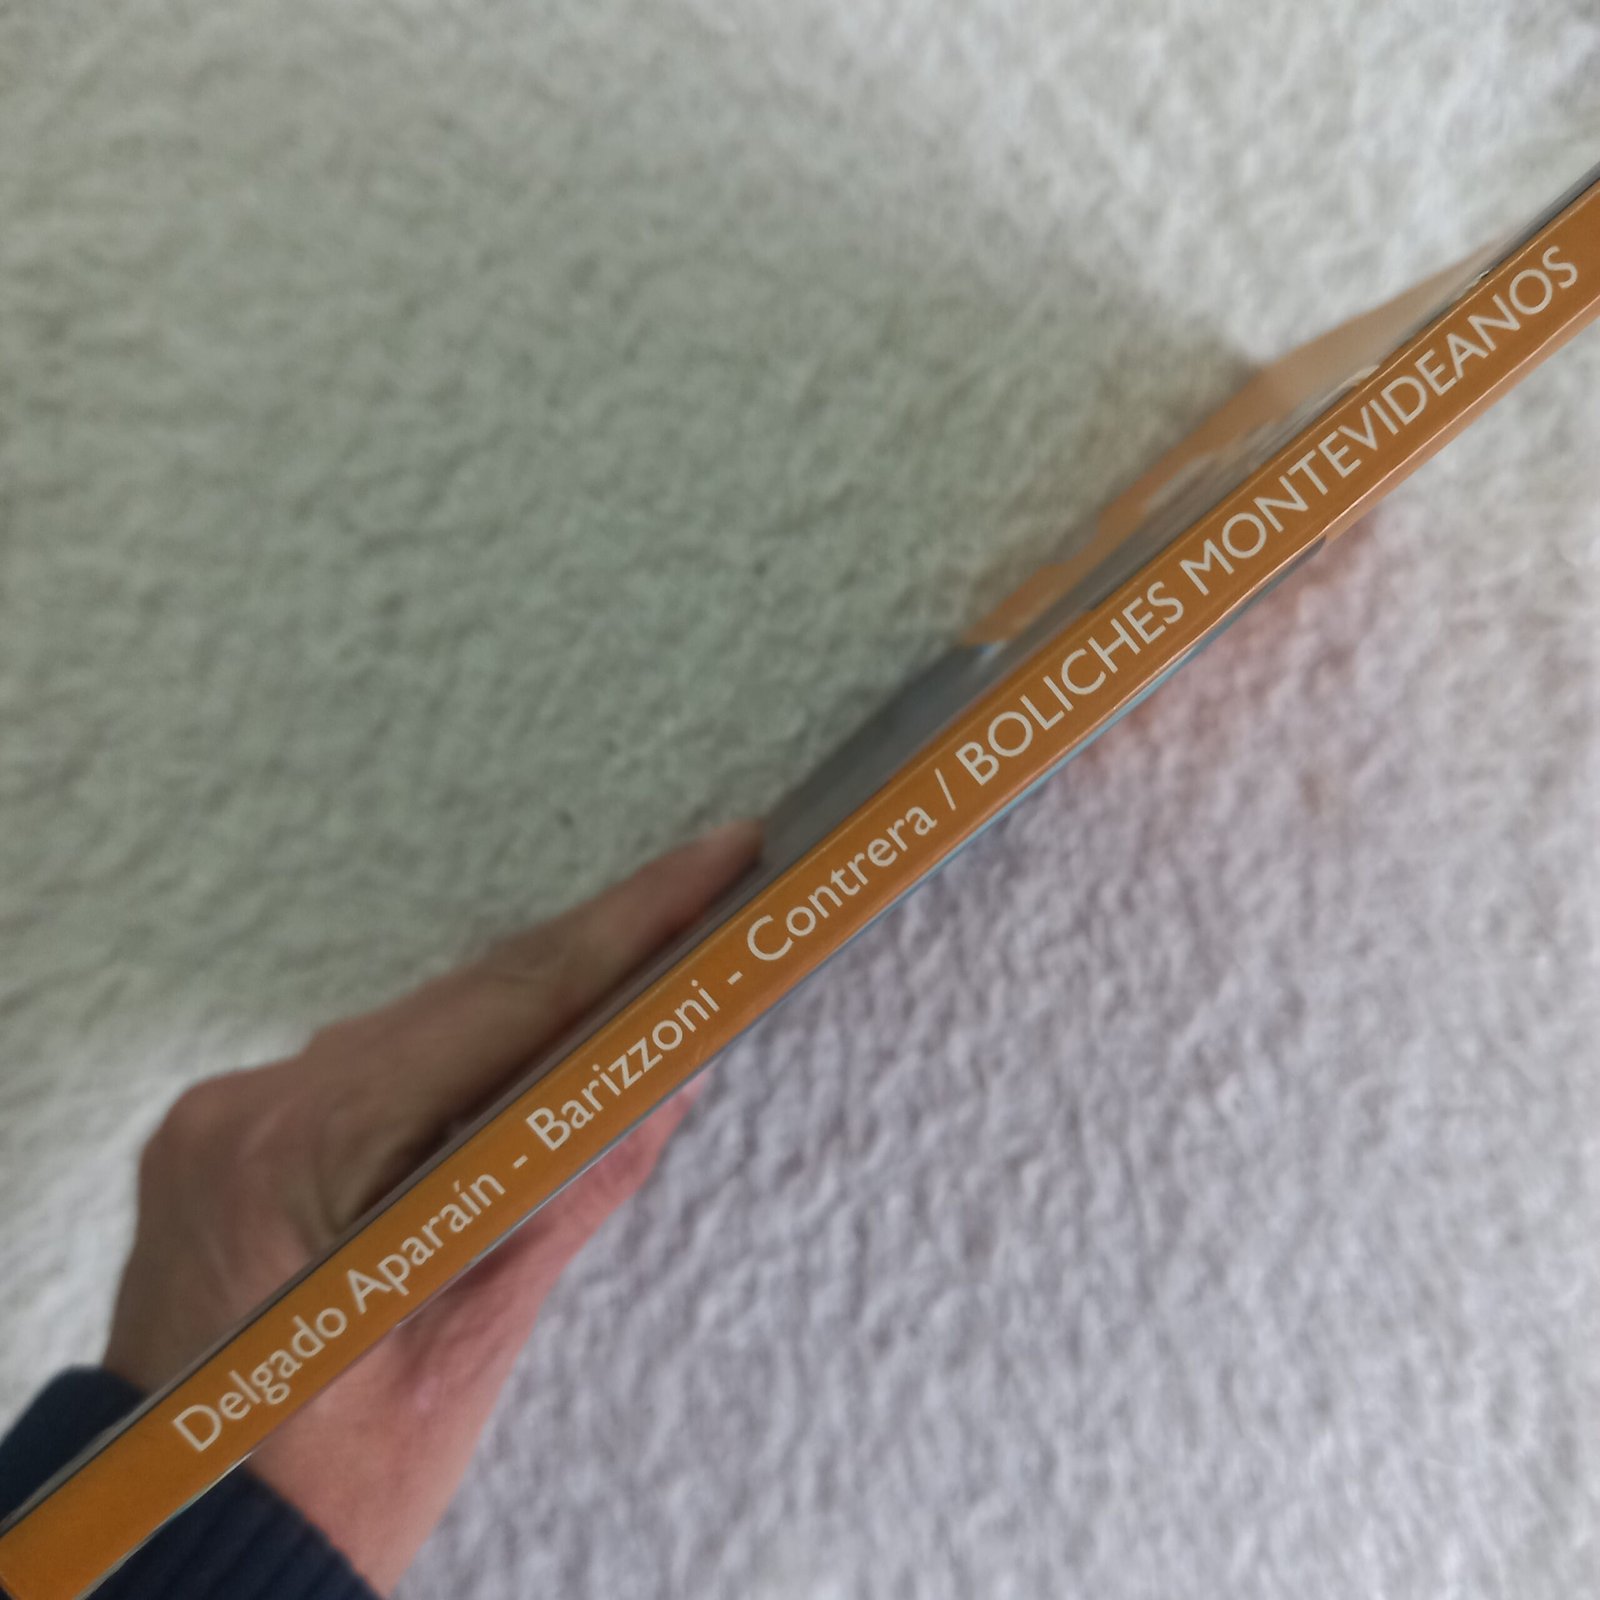 Delgado Aparaín - Barizzoni - Contrera / BOLICHES MONTEVIDEANOS